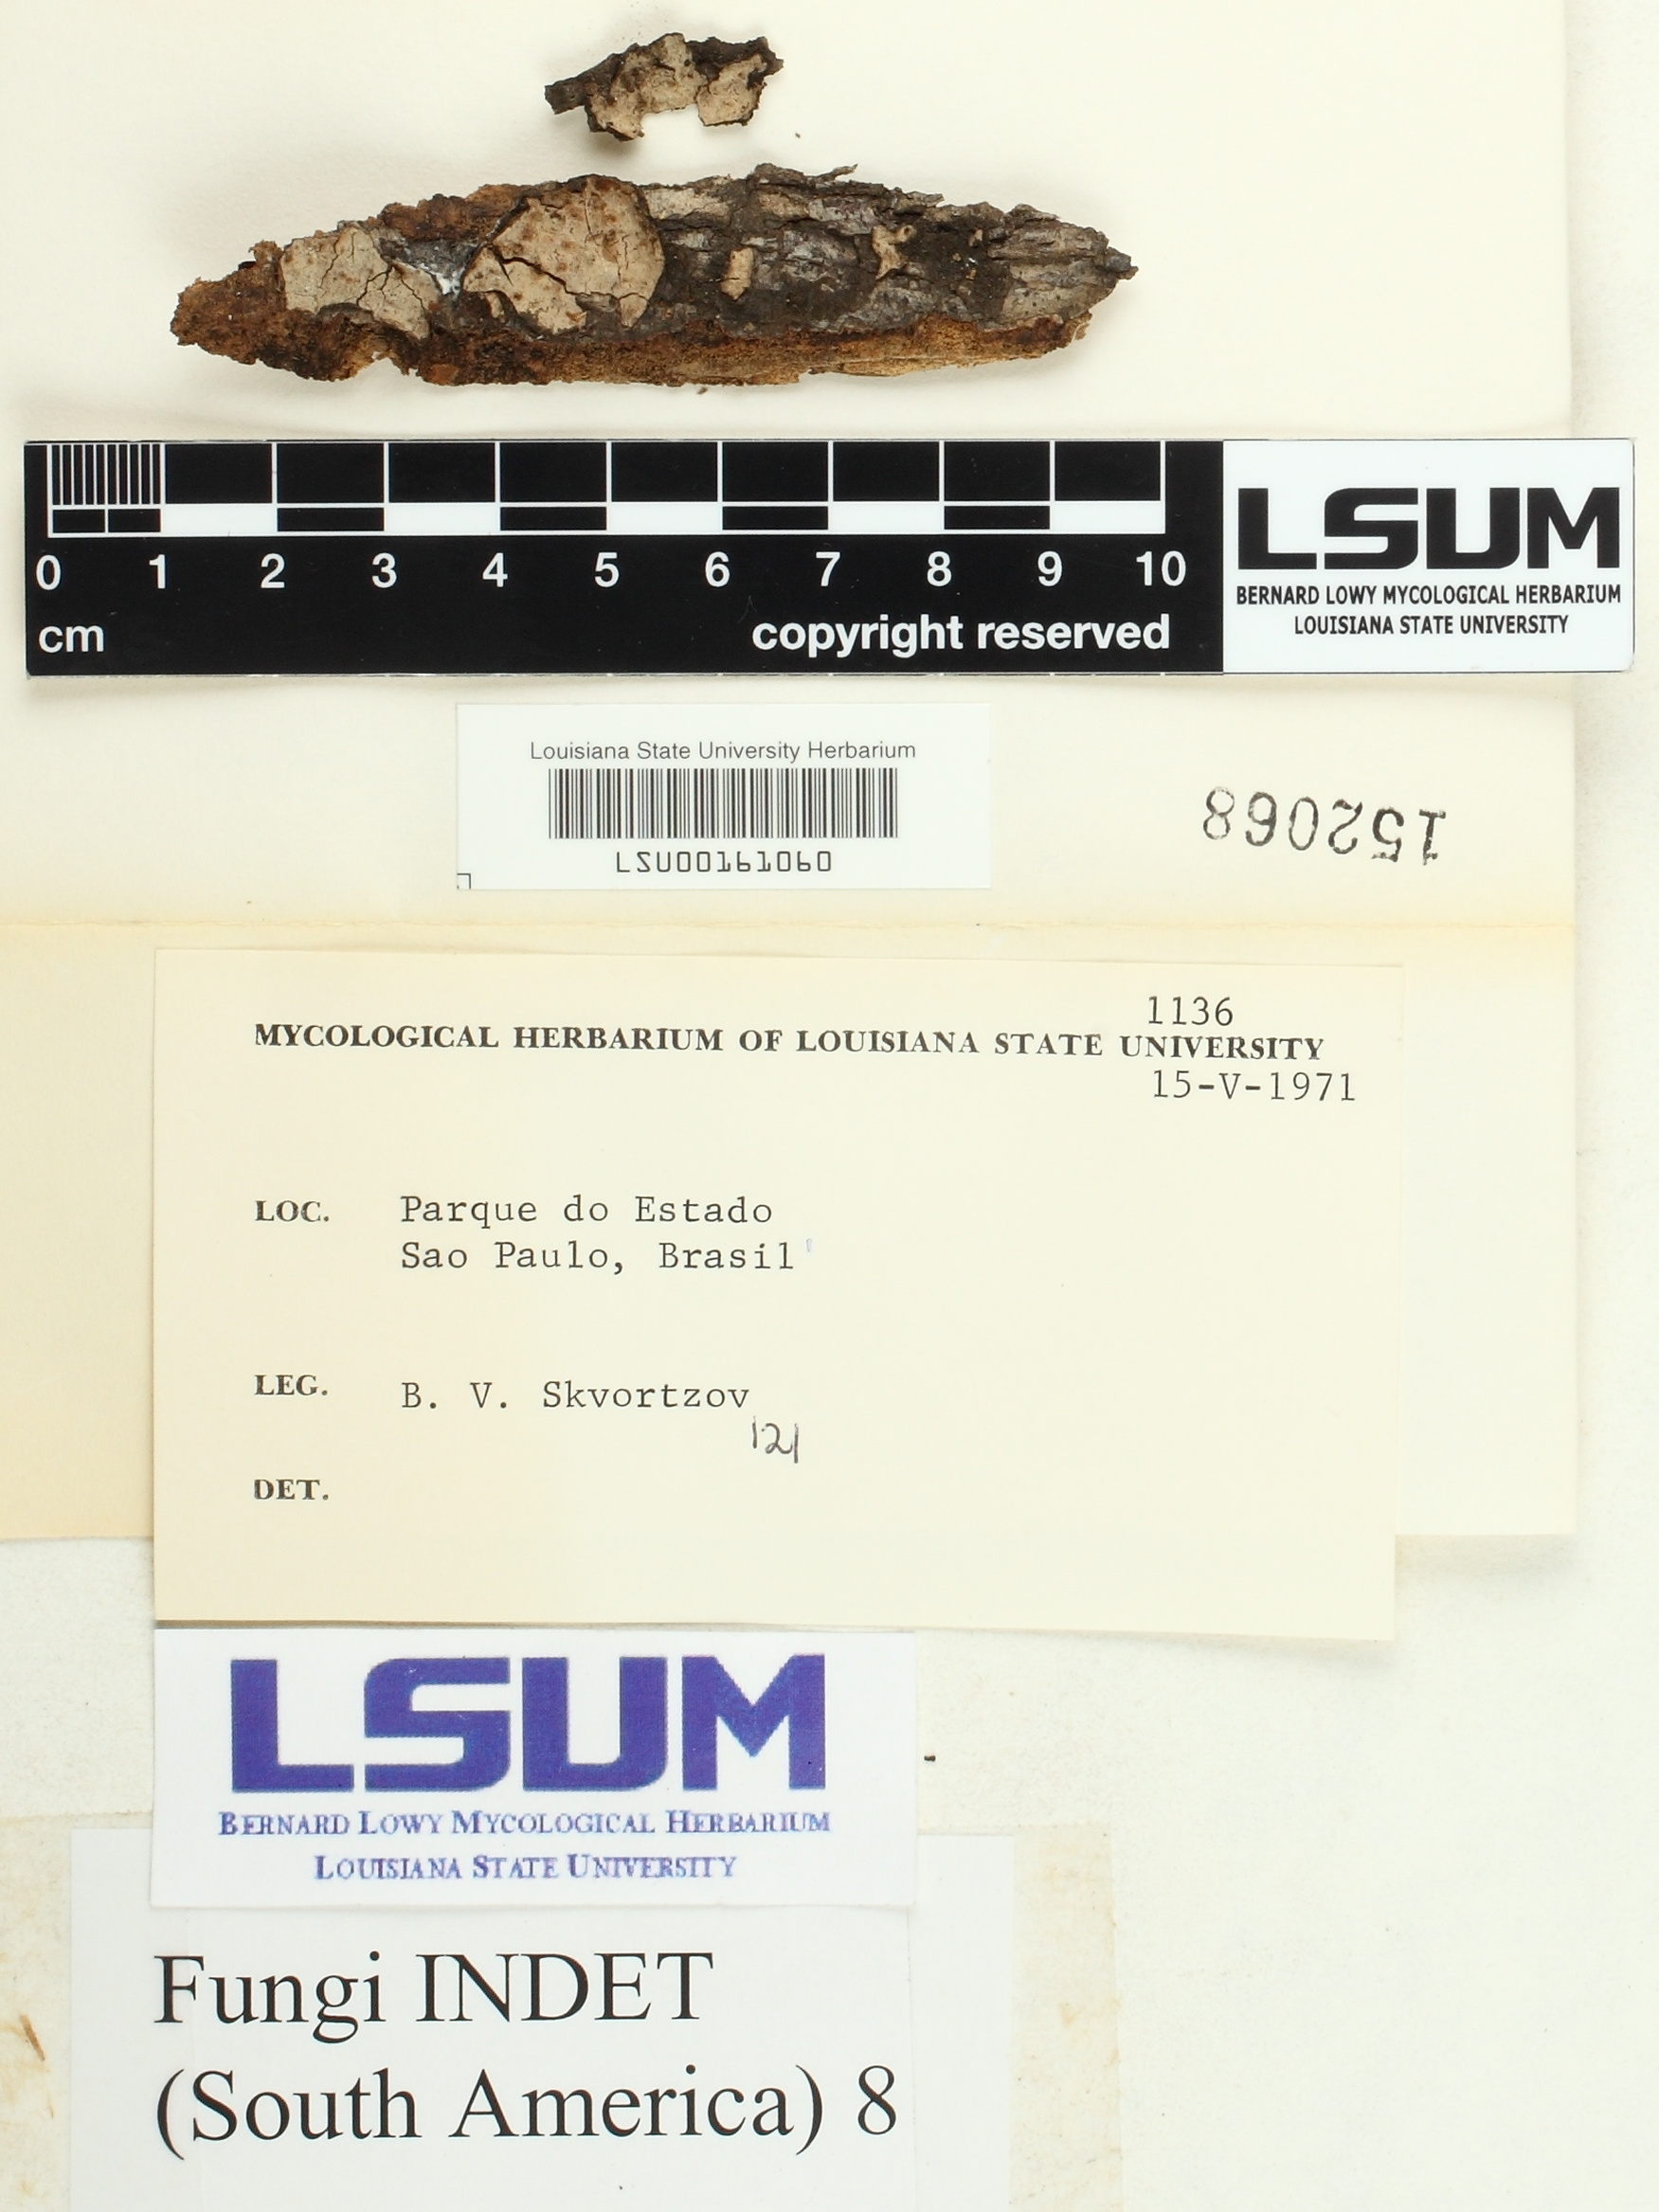 0 1 2 3 4 5 6 7 8 9 10
cm
copyright reserved
LSUM
BERNARD LOWY MYCOLOGICAL HERBARIUM
LOUISIANA STATE UNIVERSITY
Louisiana State University Herbarium
LSU00161060
152068
1136
MYCOLOGICAL HERBARIUM OF LOUISIANA STATE UNIVERSITY
15-V-1971
LOC. Parque do Estado
Sao Paulo, Brasil
LEG. B. V. Skvortzov
121
DET.
LSUM
BERNARD LOWY MYCOLOGICAL HERBARIUM
LOUISIANA STATE UNIVERSITY
Fungi INDET
(South America) 8